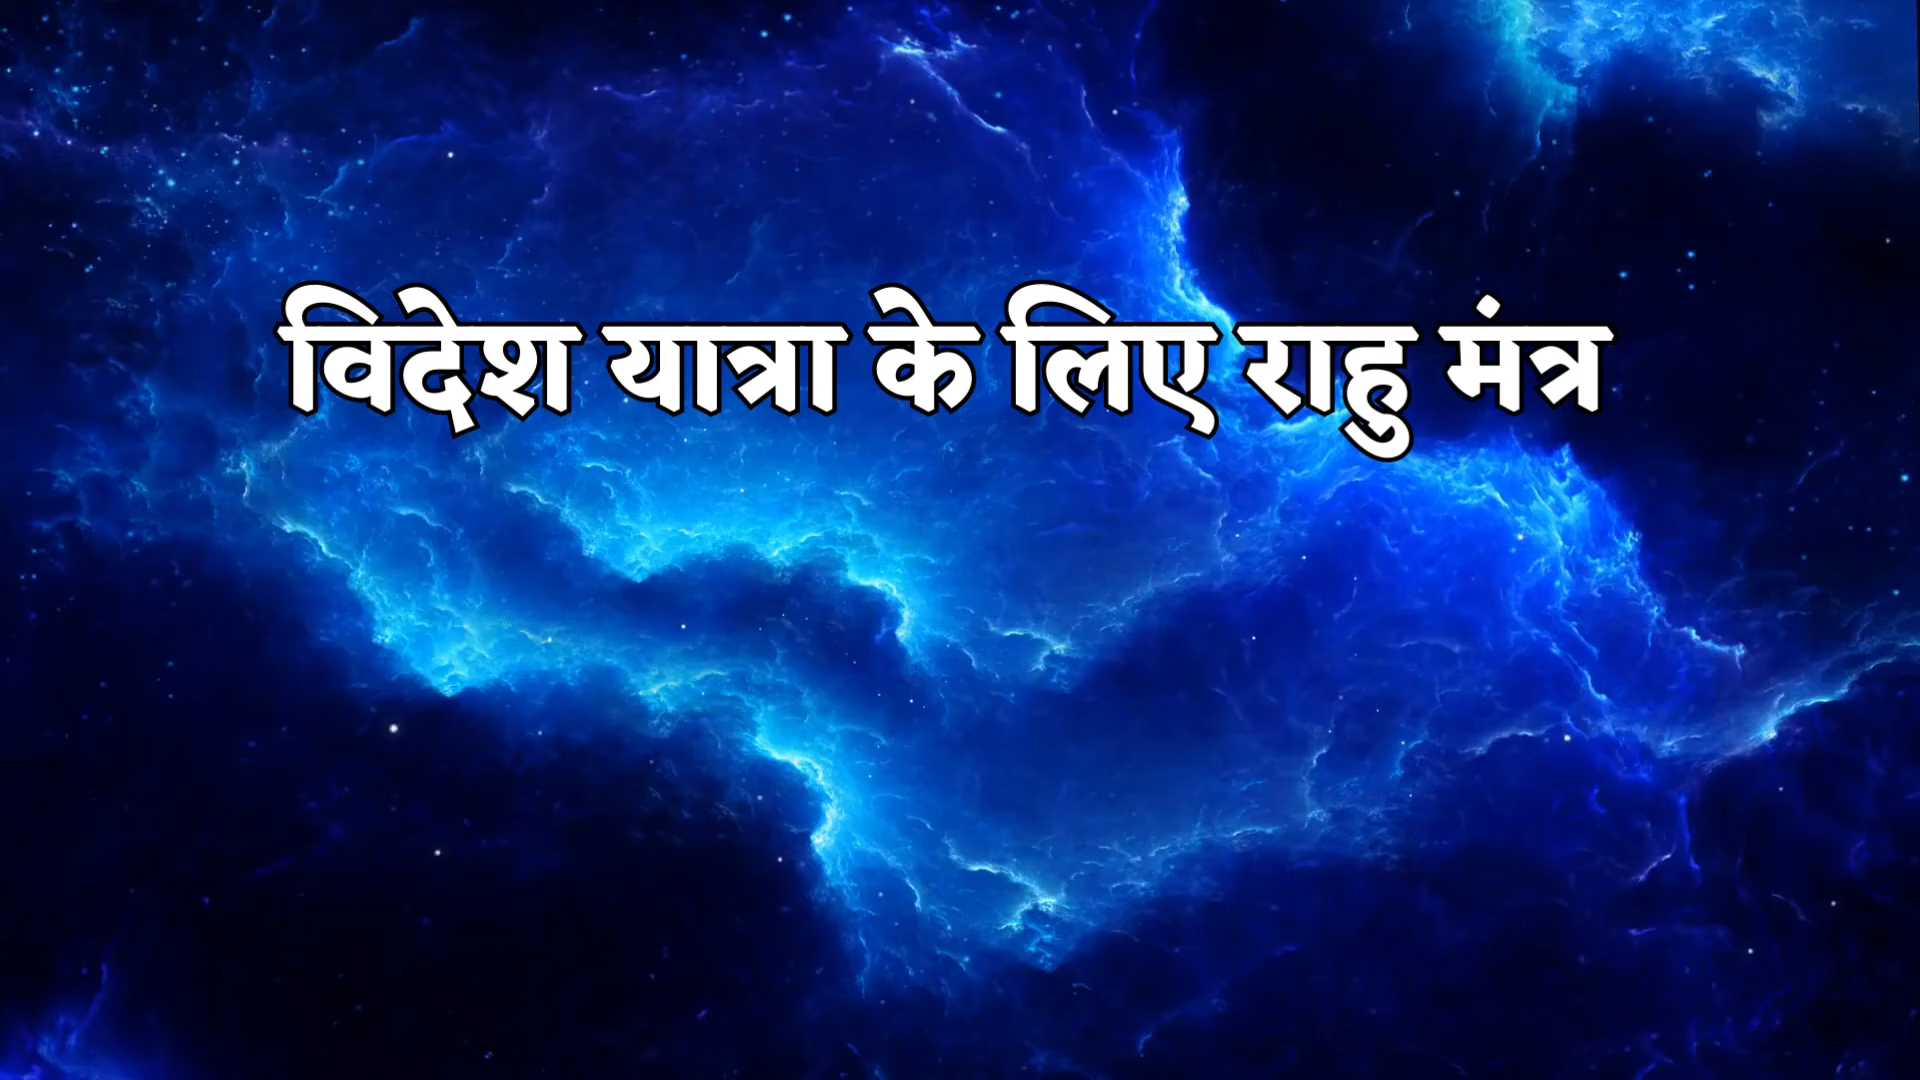 विदेश यात्रा के लिए राहु मंत्र